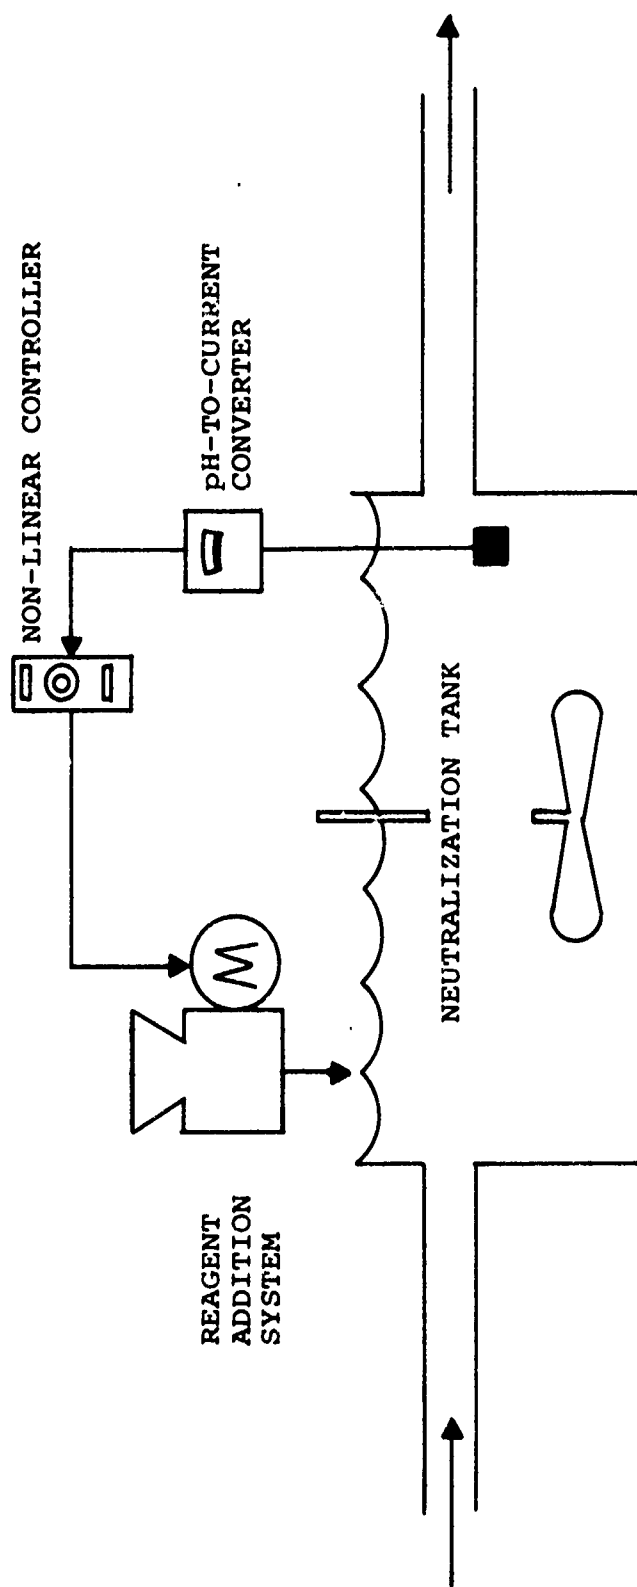 NON-LINEAR CONTROLLER
pH-TO-CURRENT
CONVERTER
REAGENT
ADDITION
SYSTEM
NEUTRALIZATION TANK